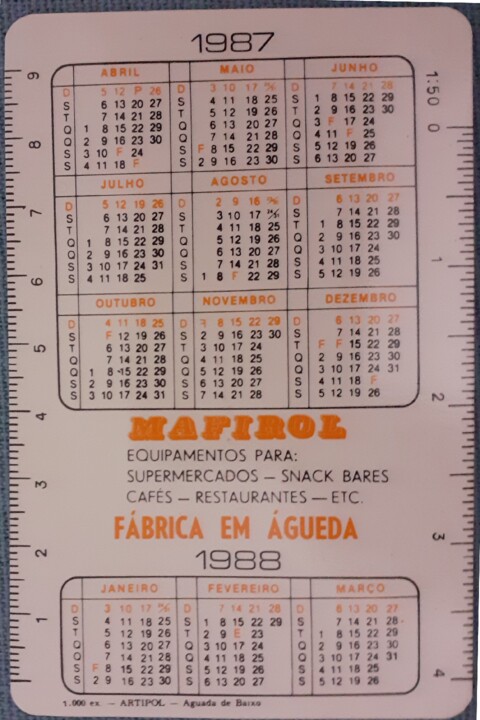 1987
ABRIL MAIO JUNHO
D 5 12 P 26 D 3 10 17 24/31 D 7 14 21 28
S 6 13 20 27 S 4 11 18 25 S 1 8 15 22 29
T 7 14 21 28 T 5 12 19 26 T 2 9 16 23 30
Q 1 8 15 22 29 Q 6 13 20 27 Q 3 F 17 24
Q 2 9 16 23 30 Q 7 14 21 28 Q 4 11 F 25
S 3 10 F 24 S F 8 15 22 29 S 5 12 19 26
S 4 11 18 F S 2 9 16 23 30 S 6 13 20 27
JULHO AGOSTO SETEMBRO
D 5 12 19 26 D 2 9 16 23/30 D 6 13 20 27
S 6 13 20 27 S 3 10 17 24/31 S 7 14 21 28
T 7 14 21 28 T 4 11 18 25 T 1 8 15 22 29
Q 1 8 15 22 29 Q 5 12 19 26 Q 2 9 16 23 30
Q 2 9 16 23 30 Q 6 13 20 27 Q 3 10 17 24
S 3 10 17 24 31 S 7 14 21 28 S 4 11 18 25
S 4 11 18 25 S 1 8 F 22 29 S 5 12 19 26
OUTUBRO NOVEMBRO DEZEMBRO
D 4 11 18 25 D 8 15 22 29 D 6 13 20 27
S F 12 19 26 S 2 9 16 23 30 S 7 14 21 28
T 6 13 20 27 T 3 10 17 24 T F F 15 22 29
Q 7 14 21 28 Q 4 11 18 25 Q 2 9 16 23 30
Q 1 8 15 22 29 Q 5 12 19 26 Q 3 10 17 24 31
S 2 9 16 23 30 S 6 13 20 27 S 4 11 18 F
S 3 10 17 24 31 S 7 14 21 28 S 5 12 19 26
MAFIROL
EQUIPAMENTOS PARA:
SUPERMERCADOS – SNACK BARES
CAFÉS – RESTAURANTES – ETC.
FÁBRICA EM ÁGUEDA
1988
JANEIRO FEVEREIRO MARÇO
D 3 10 17 24/31 D 7 14 21 28 D 6 13 20 27
S 4 11 18 25 S 1 8 15 22 29 S 7 14 21 28
T 5 12 19 26 T 2 9 E 23 T 1 8 15 22 29
Q 6 13 20 27 Q 3 10 17 24 Q 2 9 16 23 30
Q 7 14 21 28 Q 4 11 18 25 Q 3 10 17 24 31
S F 8 15 22 29 S 5 12 19 26 S 4 11 18 25
S 2 9 16 23 30 S 6 13 20 27 S 5 12 19 26
1.000 ex. – ARTIPOL – Aguada de Baixo
9 8 7 6 5 4 3 2 1
1:50 0 1 2 3 4